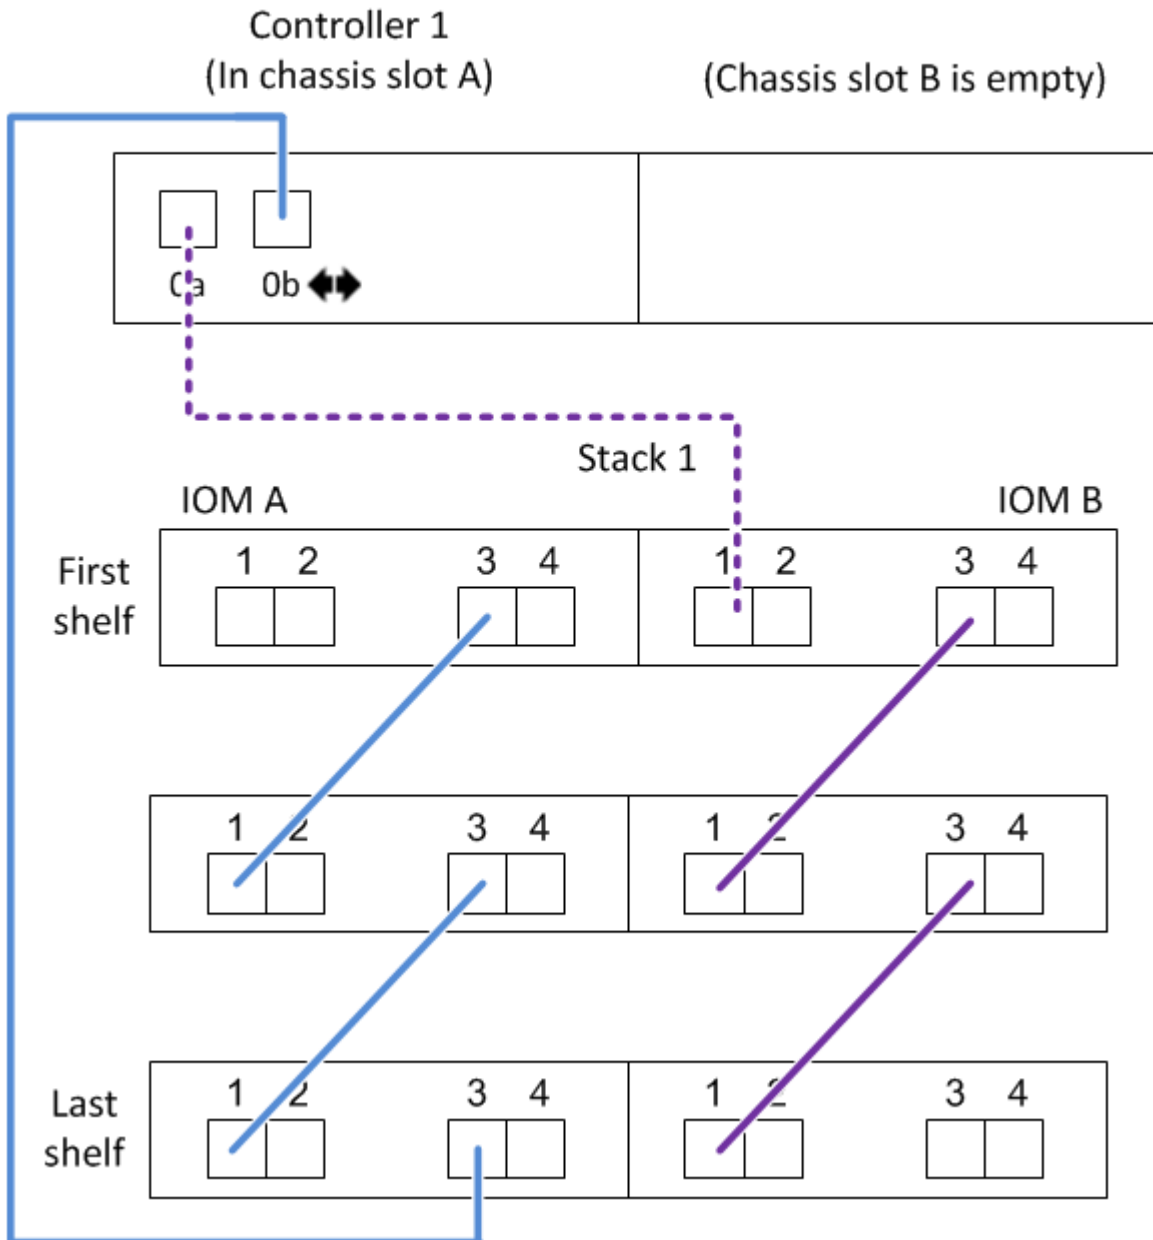 Controller 1
(In chassis slot A)
(Chassis slot B is empty)
0a 0b
Stack 1
IOM A IOM B
First
shelf
1 2 3 4 1 2 3 4
1 2 3 4 1 2 3 4
Last
shelf
1 2 3 4 1 2 3 4